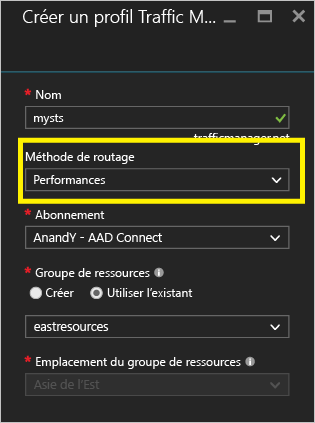 Créer un profil Traffic M...
* Nom
mysts
trafficmanager.net
Méthode de routage
Performances
* Abonnement
AnandY - AAD Connect
* Groupe de ressources
Créer Utiliser l'existant
eastresources
* Emplacement du groupe de ressources
Asie de l'Est